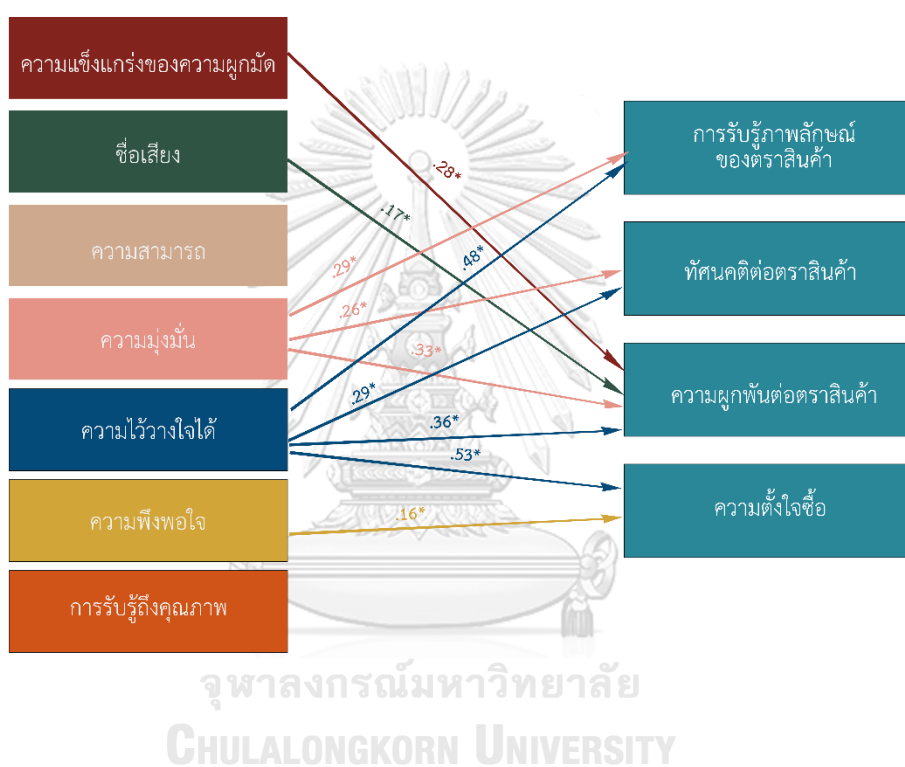 ความแข็งแกร่งของความผูกมัด
ชื่อเสียง
ความสามารถ
ความมุ่งมั่น
ความไว้วางใจได้
ความพึงพอใจ
การรับรู้ถึงคุณภาพ
.28*
.17*
.29*
.48*
.26*
.33*
.29*
.36*
.53*
.16*
การรับรู้ภาพลักษณ์
ของตราสินค้า
ทัศนคติต่อตราสินค้า
ความผูกพันต่อตราสินค้า
ความตั้งใจซื้อ
จุฬาลงกรณ์มหาวิทยาลัย
CHULALONGKORN UNIVERSITY